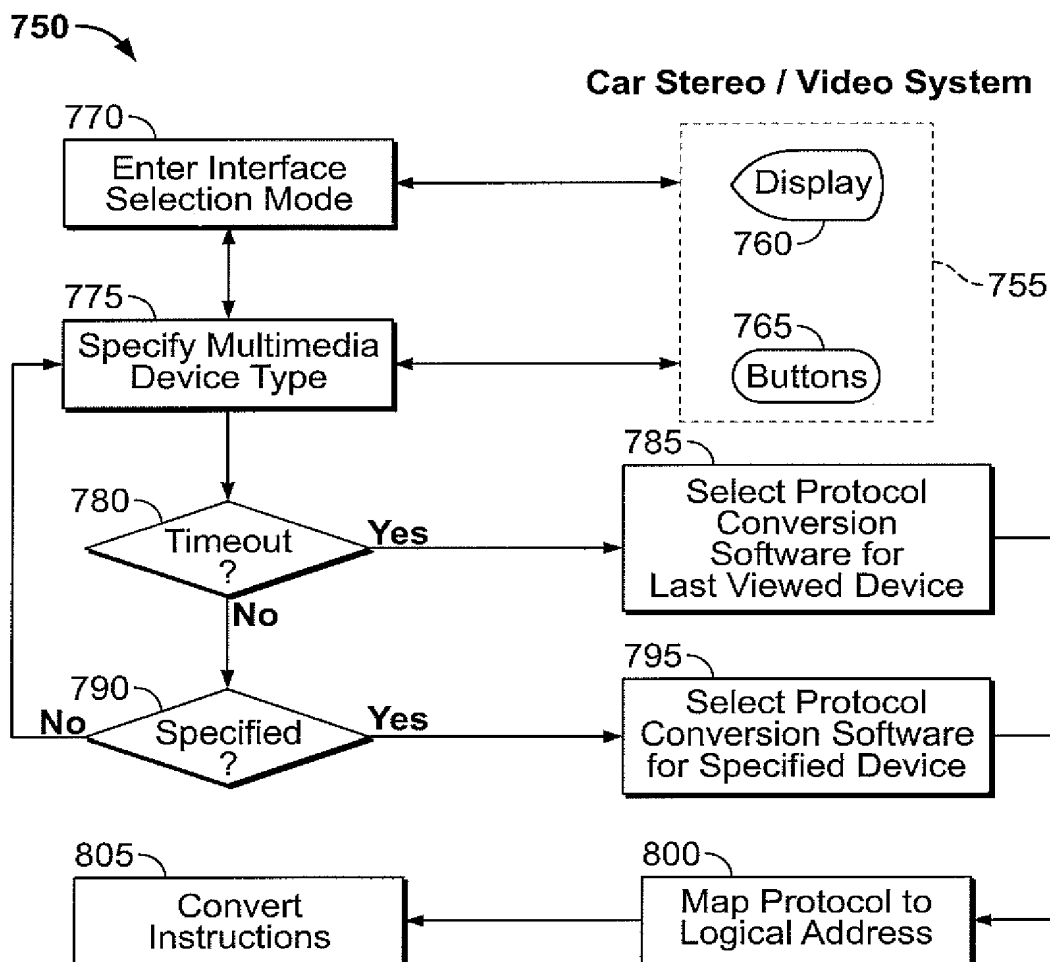 750
Car Stereo / Video System
770
Enter Interface
Selection Mode
Display
760
755
775
Specify Multimedia
Device Type
765
Buttons
780
Timeout
?
Yes
No
785
Select Protocol
Conversion
Software for
Last Viewed Device
790
No
Specified
?
Yes
795
Select Protocol
Conversion Software
for Specified Device
805
Convert
Instructions
800
Map Protocol to
Logical Address